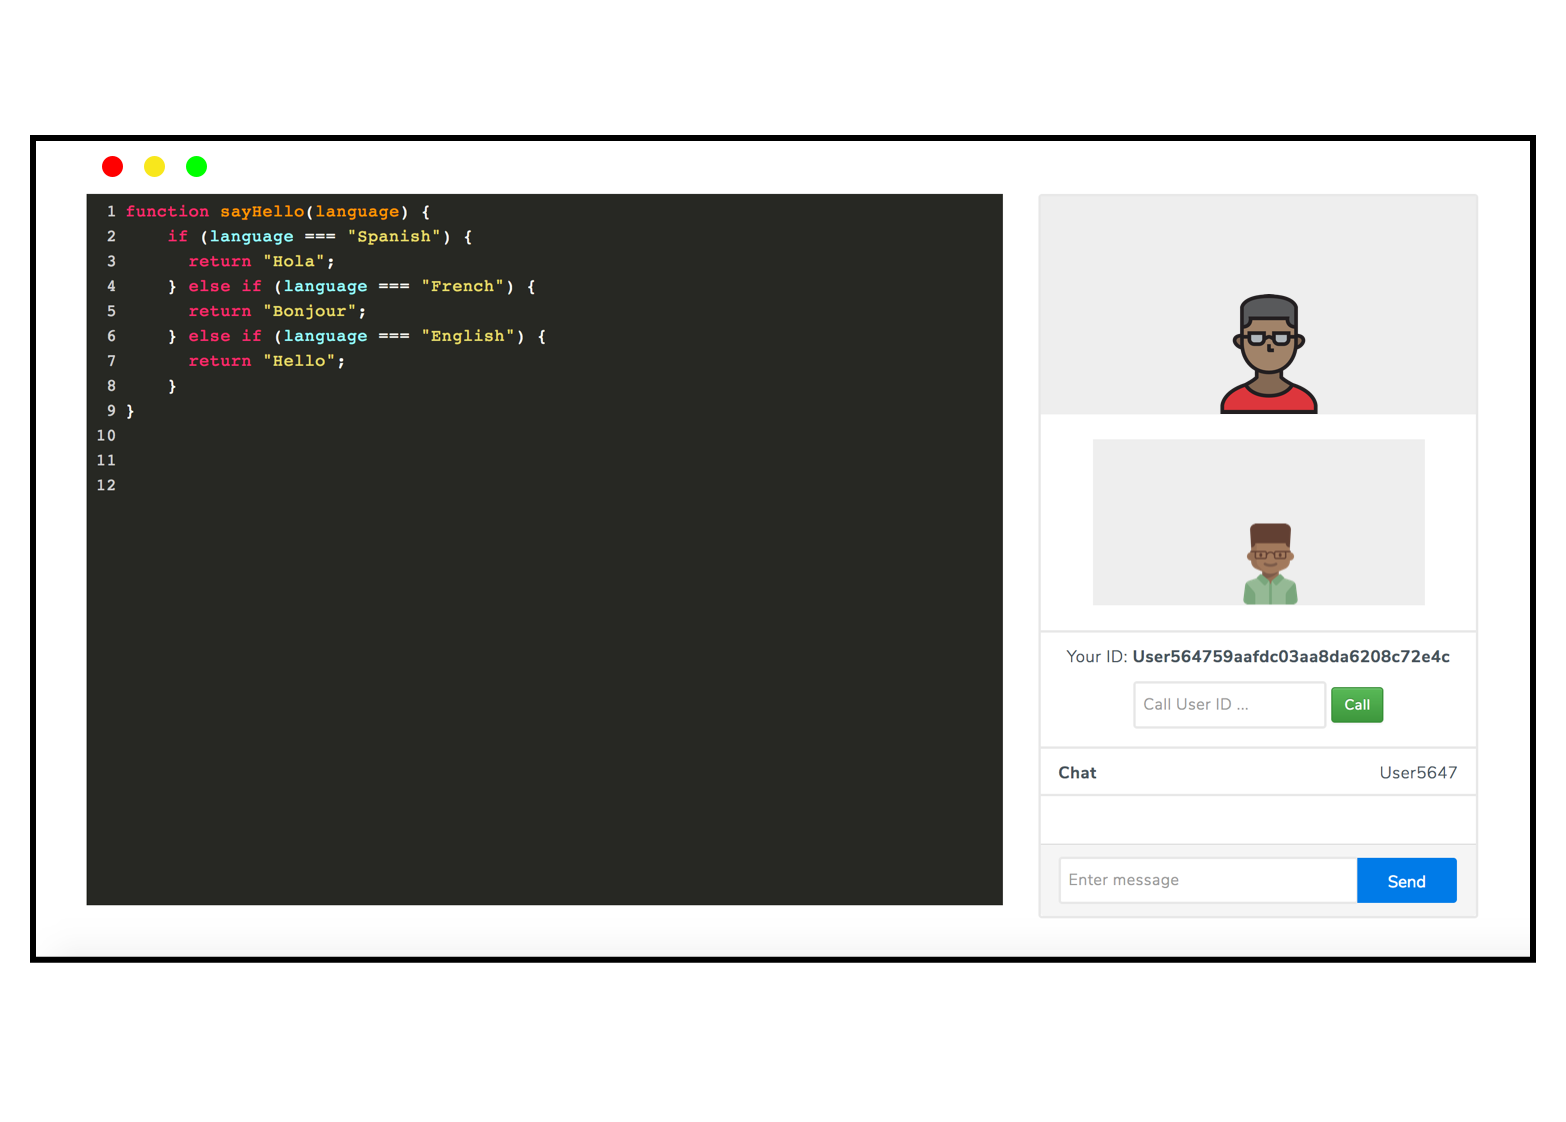 1 function sayHello(language) {
2     if (language === "Spanish") {
3       return "Hola";
4     } else if (language === "French") {
5       return "Bonjour";
6     } else if (language === "English") {
7       return "Hello";
8     }
9 }
10
11
12
Your ID: User564759aafdc03aa8da6208c72e4c
Call User ID ... Call
Chat User5647
Enter message Send